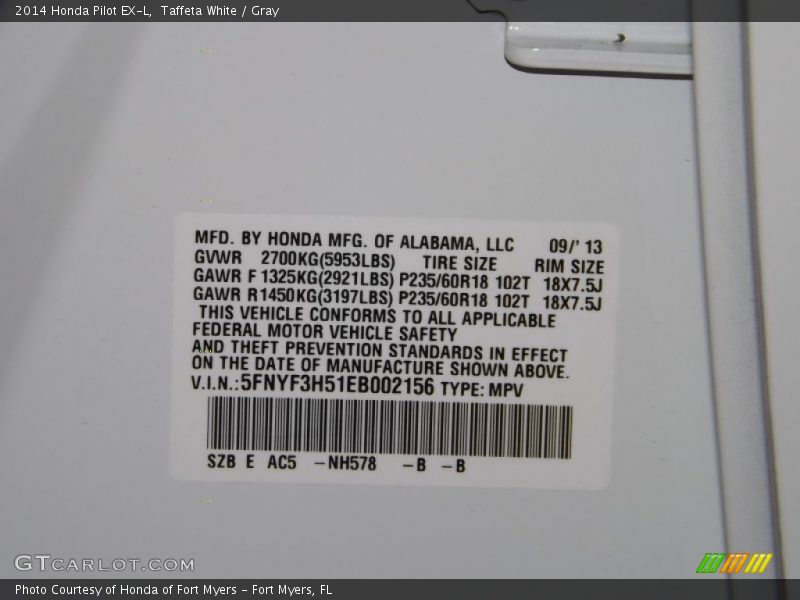 2014 Honda Pilot EX-L, Taffeta White / Gray
MFD. BY HONDA MFG. OF ALABAMA, LLC 09/' 13
GVWR 2700KG(5953LBS) TIRE SIZE RIM SIZE
GAWR F 1325KG(2921LBS) P235/60R18 102T 18X7.5J
GAWR R1450KG(3197LBS) P235/60R18 102T 18X7.5J
THIS VEHICLE CONFORMS TO ALL APPLICABLE
FEDERAL MOTOR VEHICLE SAFETY
AND THEFT PREVENTION STANDARDS IN EFFECT
ON THE DATE OF MANUFACTURE SHOWN ABOVE.
V.I.N.:5FNYF3H51EB002156 TYPE: MPV
SZB E AC5 -NH578 -B -B
GTCARLOT.COM
Photo Courtesy of Honda of Fort Myers - Fort Myers, FL